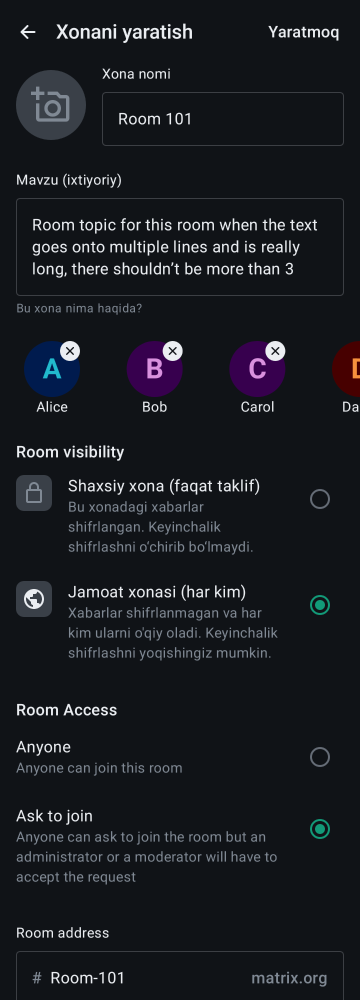 Xonani yaratish
Yaratmoq
Xona nomi
Room 101
Mavzu (ixtiyoriy)
Room topic for this room when the text
goes onto multiple lines and is really
long, there shouldn’t be more than 3
Bu xona nima haqida?
A
B
C
Alice
Bob
Carol
Da
Room visibility
Shaxsiy xona (faqat taklif)
Bu xonadagi xabarlar
shifrlangan. Keyinchalik
shifrlashni o‘chirib bo‘lmaydi.
Jamoat xonasi (har kim)
Xabarlar shifrlanmagan va har
kim ularni o'qiy oladi. Keyinchalik
shifrlashni yoqishingiz mumkin.
Room Access
Anyone
Anyone can join this room
Ask to join
Anyone can ask to join the room but an
administrator or a moderator will have to
accept the request
Room address
# Room-101 matrix.org